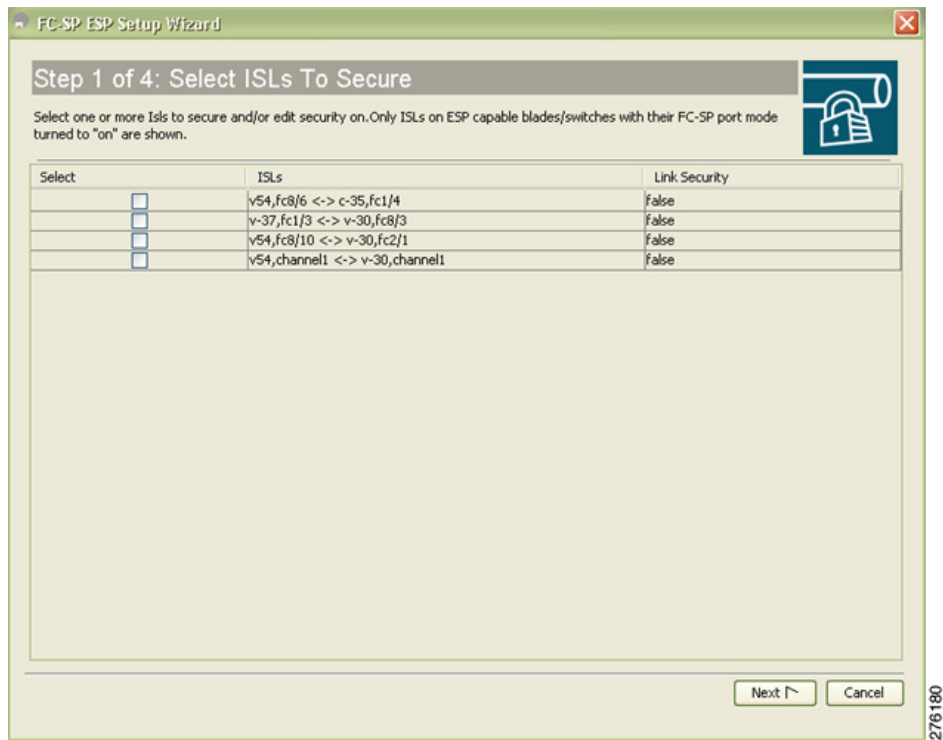 FC-SP ESP Setup Wizard
Step 1 of 4: Select ISLs To Secure
Select one or more Isls to secure and/or edit security on.Only ISLs on ESP capable blades/switches with their FC-SP port mode
turned to "on" are shown.
Select ISLs Link Security
v54,fc8/6 <-> c-35,fc1/4 false
v-37,fc1/3 <-> v-30,fc8/3 false
v54,fc8/10 <-> v-30,fc2/1 false
v54,channel1 <-> v-30,channel1 false
Next Cancel
276180